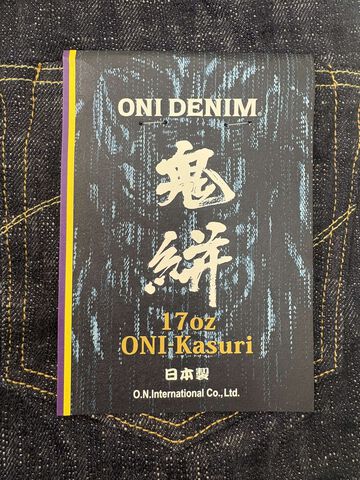 ONI DENIM®
鬼
絣
17oz
ONI-Kasuri
日本製
O.N.International Co.,Ltd.